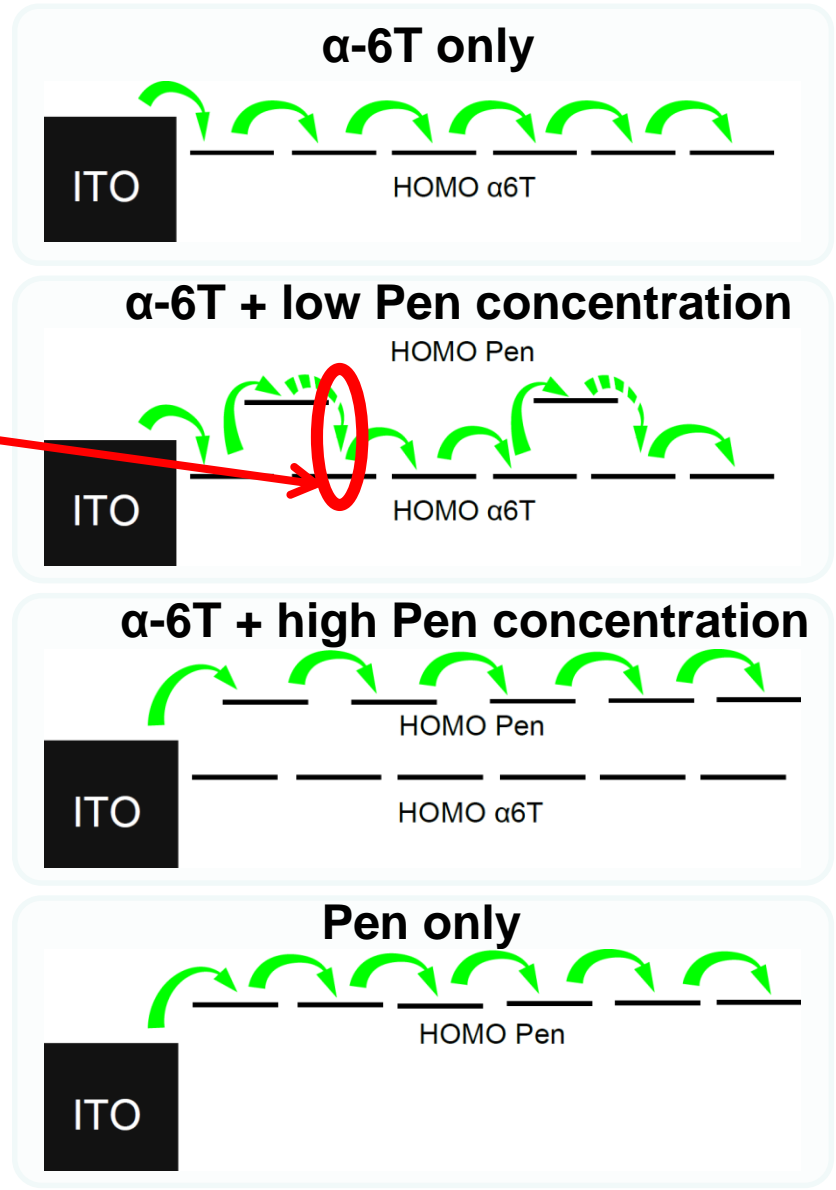 α-6T only
ITO
HOMO α6T
α-6T + low Pen concentration
HOMO Pen
ITO
HOMO α6T
α-6T + high Pen concentration
HOMO Pen
ITO
HOMO α6T
Pen only
HOMO Pen
ITO